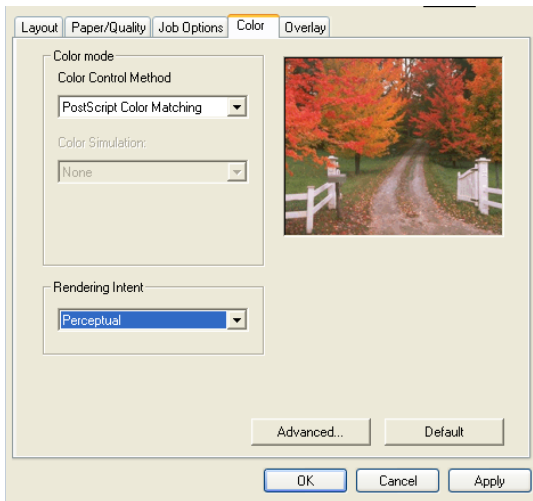 Layout Paper/Quality Job Options Color Overlay
Color mode
Color Control Method
PostScript Color Matching
Color Simulation:
None
Rendering Intent
Perceptual
Advanced... Default
OK Cancel Apply